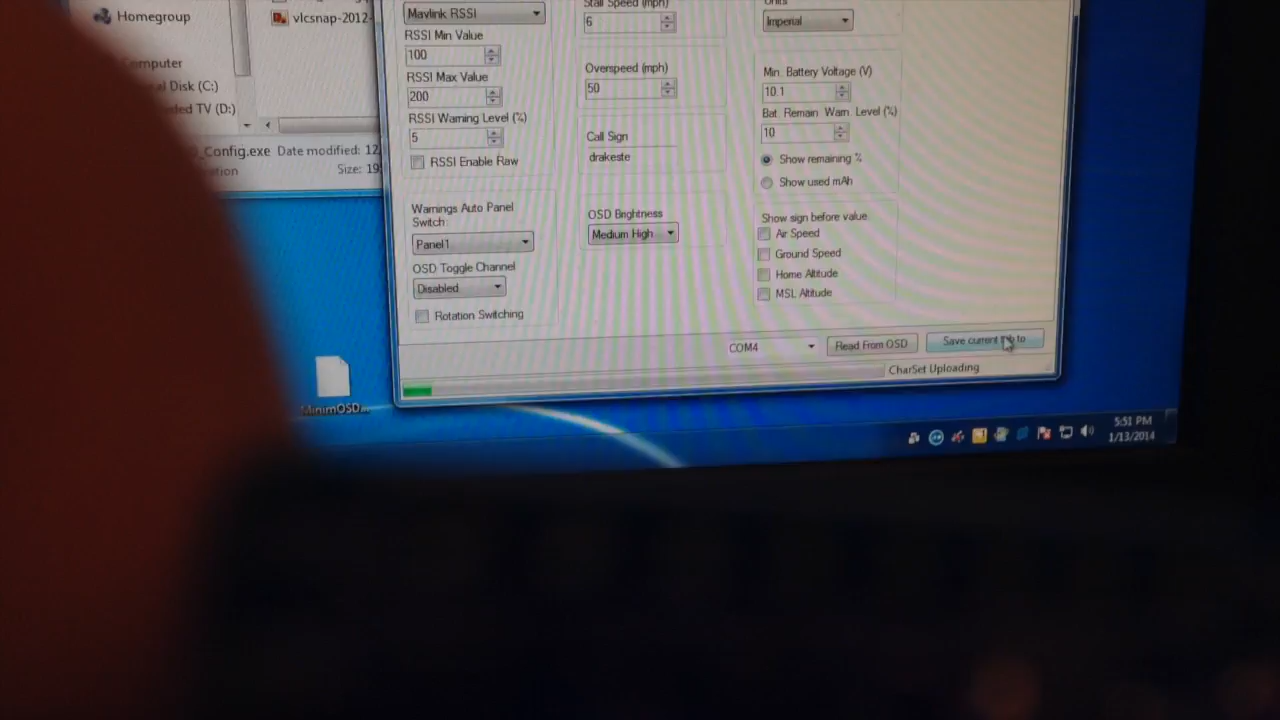 Homegroup
vlcsnap-2012-
Computer
al Disk (C:)
ded TV (D:)
_Config.exe Date modified: 12,
Size: 19
Mavlink RSSI
RSSI Min Value
100
RSSI Max Value
200
RSSI Warning Level (%)
5
RSSI Enable Raw
Warnings Auto Panel
Switch:
Panel1
OSD Toggle Channel
Disabled
Rotation Switching
Stall Speed (mph)
6
Overspeed (mph)
50
Call Sign
drakeste
OSD Brightness
Medium High
Units
Imperial
Min. Battery Voltage (V)
10.1
Bat. Remain Warn. Level (%)
10
Show remaining %
Show used mAh
Show sign before value
Air Speed
Ground Speed
Home Altitude
MSL Altitude
COM4
Read From OSD
Save current tab to
CharSet Uploading
MinimOSD...
5:51 PM
1/13/2014